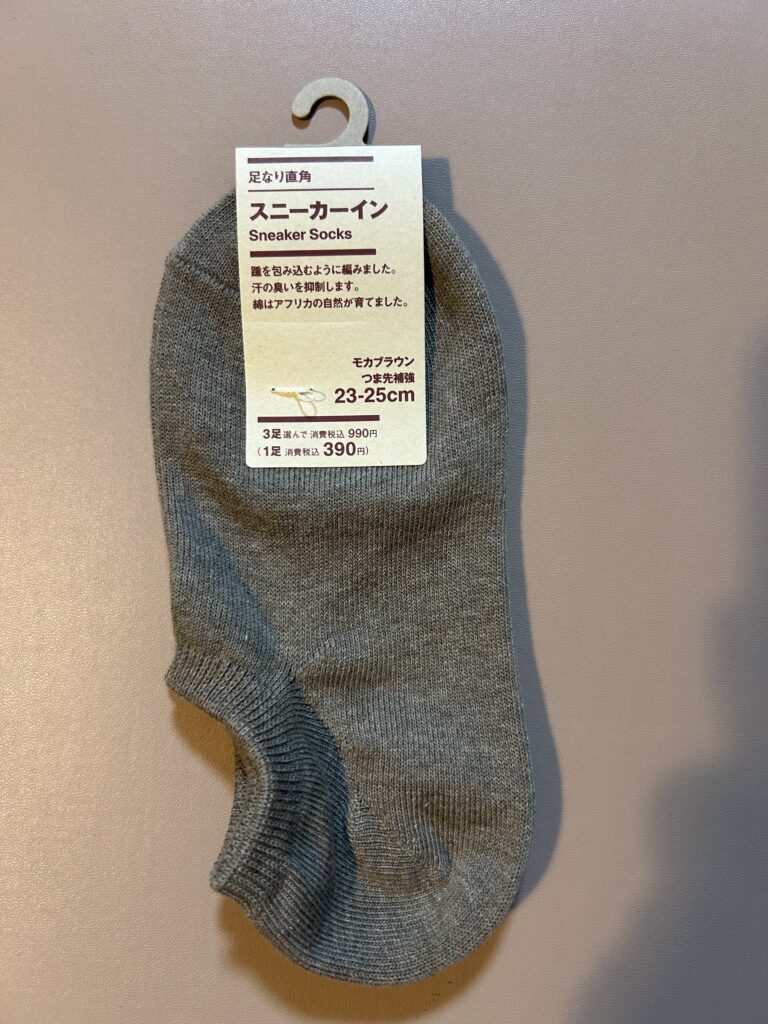 足なり直角
スニーカーイン
Sneaker Socks
踵を包み込むように編みました。
汗の臭いを抑制します。
綿はアフリカの自然が育てました。
モカブラウン
つま先補強
23-25cm
3足選んで 消費税込 990円
(1足 消費税込 390円)